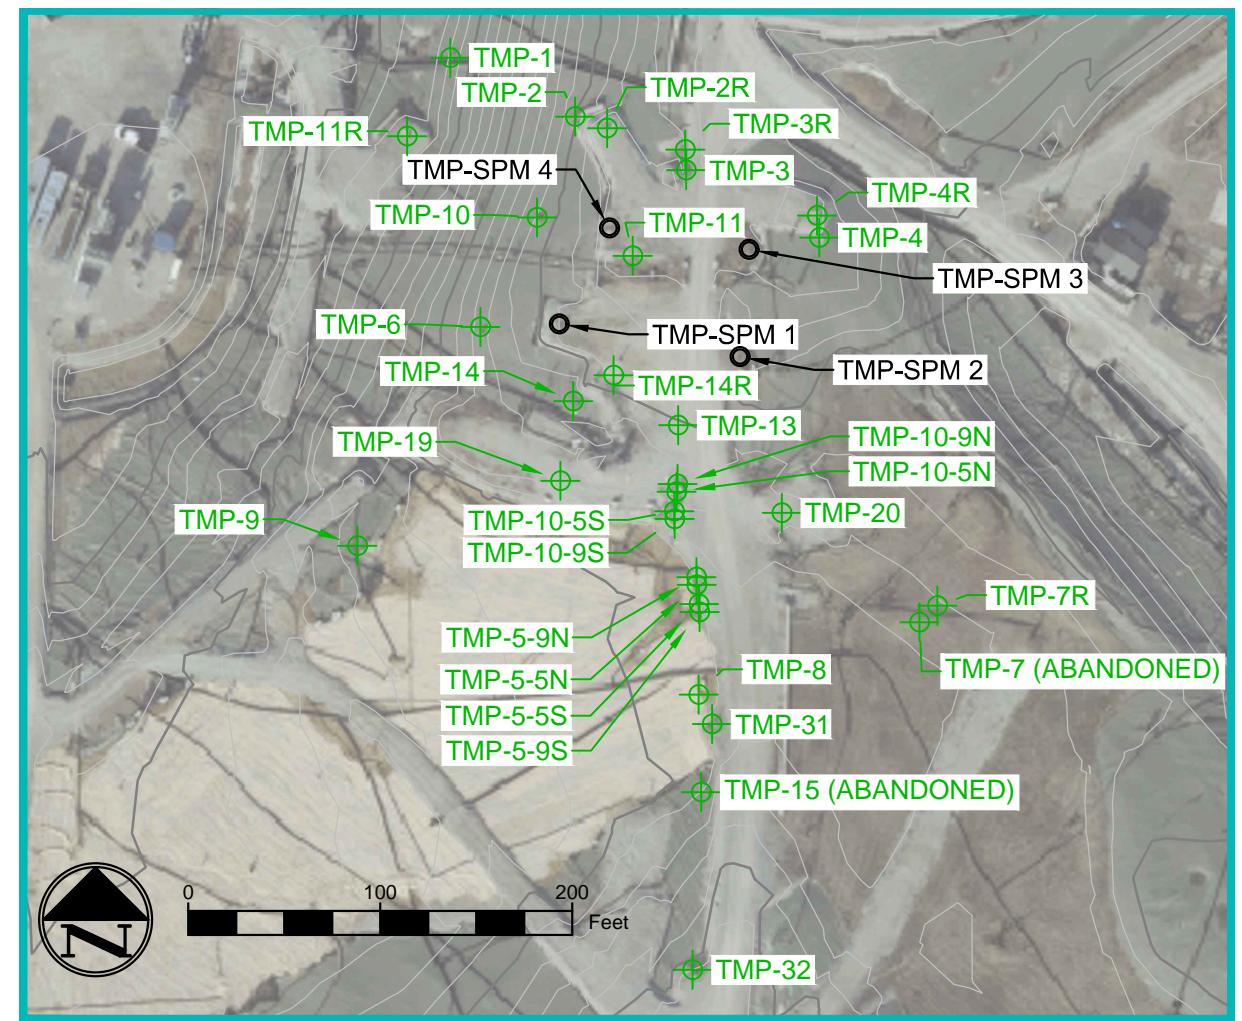 TMP-1
TMP-2R
TMP-2
TMP-3R
TMP-11R
TMP-SPM 4
TMP-3
TMP-4R
TMP-10
TMP-11
TMP-4
TMP-SPM 3
TMP-6
TMP-SPM 1
TMP-14
TMP-SPM 2
TMP-14R
TMP-13
TMP-19
TMP-10-9N
TMP-10-5N
TMP-9
TMP-10-5S
TMP-20
TMP-10-9S
TMP-7R
TMP-5-9N
TMP-8
TMP-7 (ABANDONED)
TMP-5-5N
TMP-5-5S
TMP-31
TMP-5-9S
TMP-15 (ABANDONED)
0 100 200
Feet
N
TMP-32